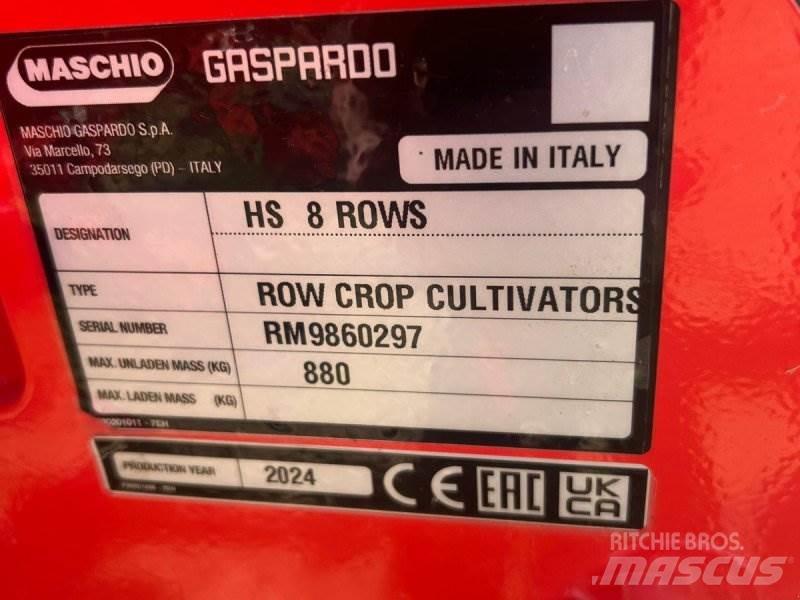 MASCHIO GASPARDO
MASCHIO GASPARDO S.p.A.
Via Marcello, 73
35011 Campodarsego (PD) – ITALY
MADE IN ITALY
DESIGNATION HS 8 ROWS
TYPE ROW CROP CULTIVATORS
SERIAL NUMBER RM9860297
MAX. UNLADEN MASS (KG) 880
MAX. LADEN MASS (KG)
PRODUCTION YEAR 2024 CE EAC UK CA
RITCHIE BROS.
MASCUS